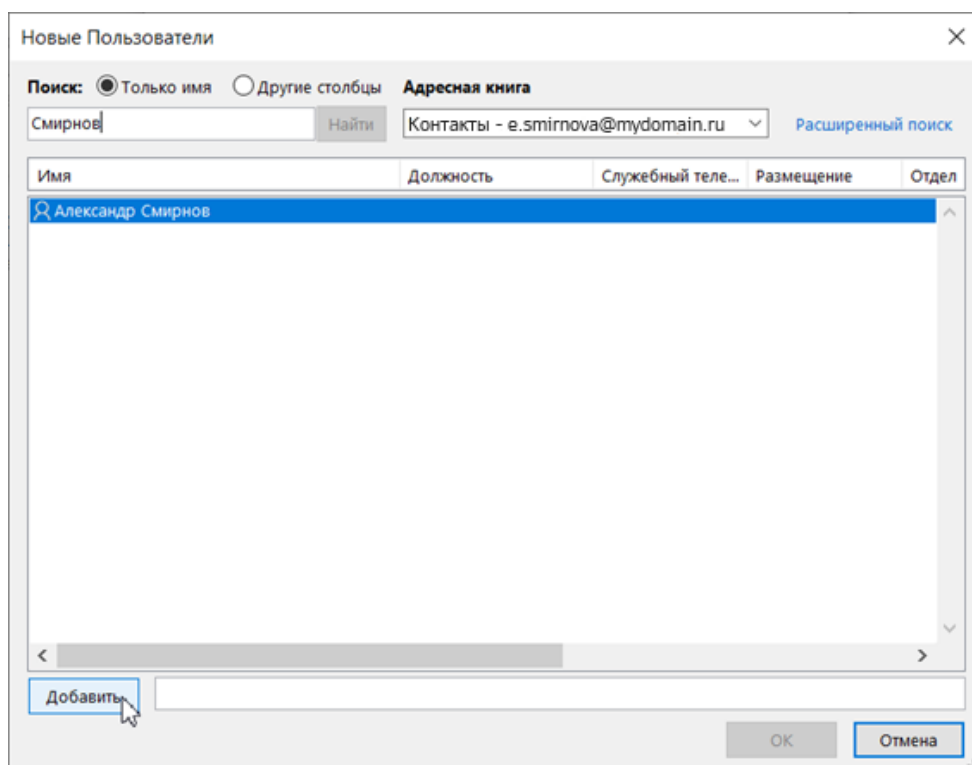 Новые Пользователи
Поиск: Только имя Другие столбцы Адресная книга
Смирнов Найти Контакты - e.smirnova@mydomain.ru Расширенный поиск
Имя Должность Служебный теле... Размещение Отдел
Александр Смирнов
Добавить
ОК Отмена